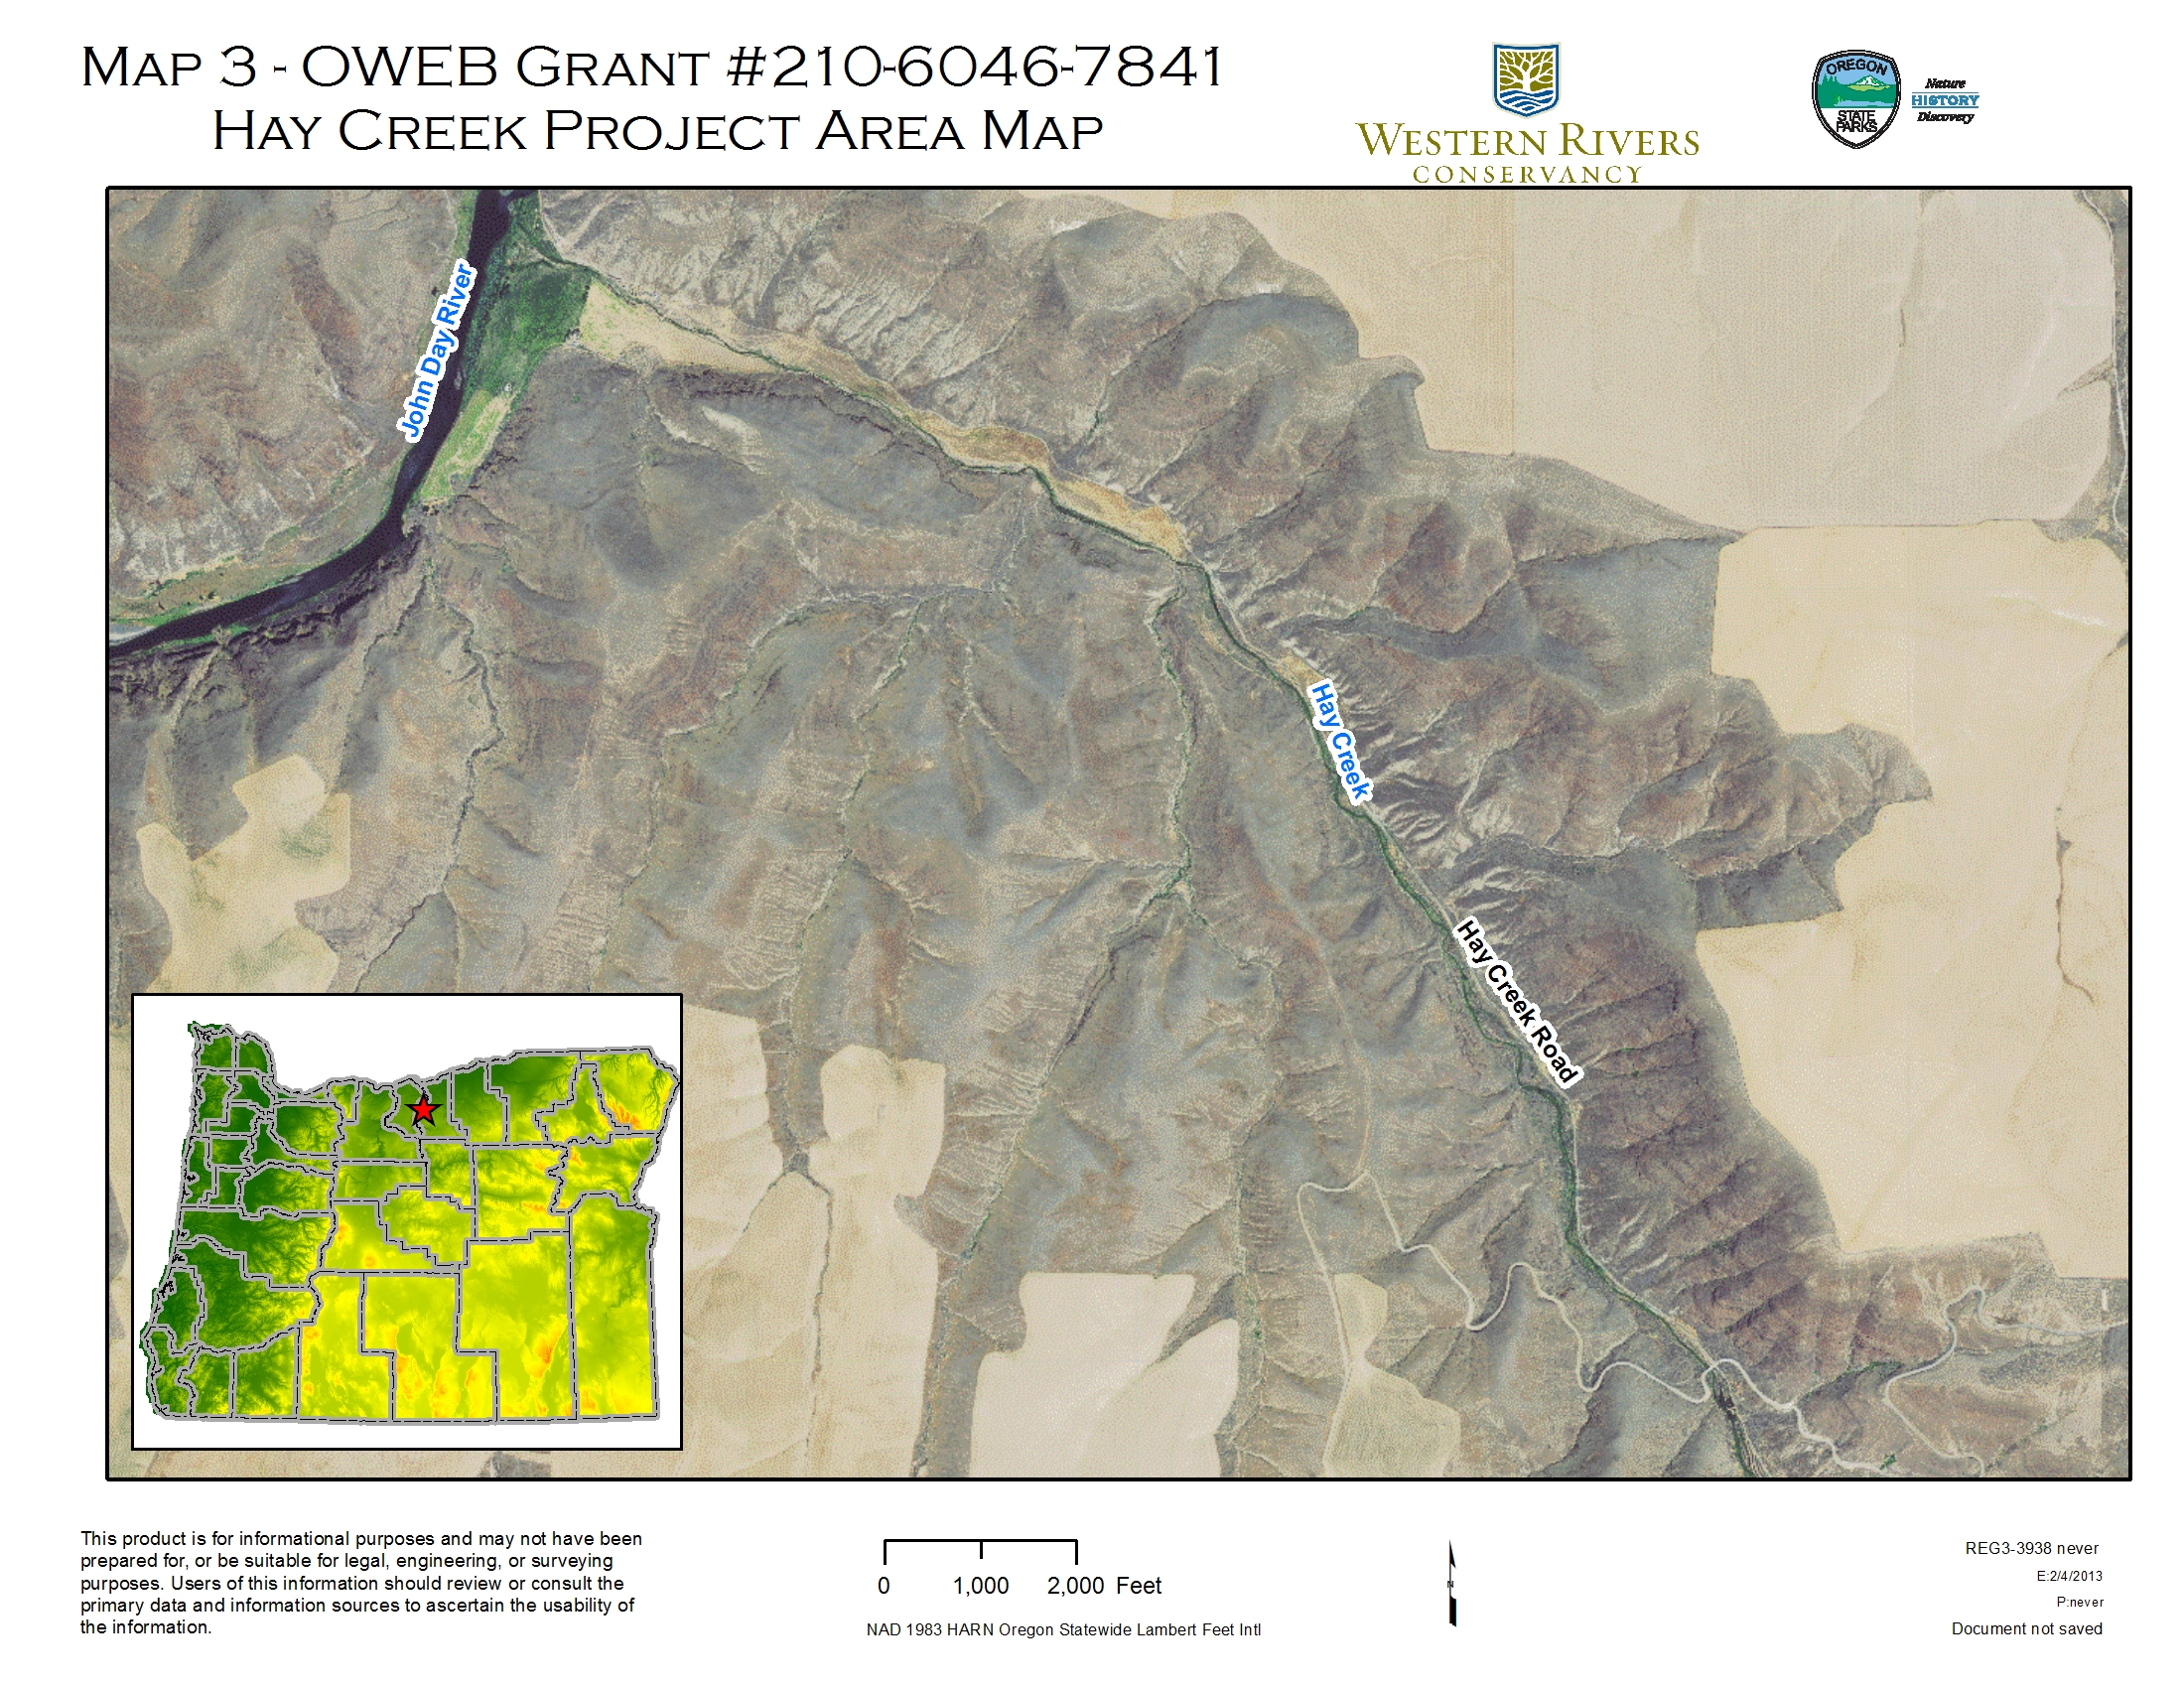 MAP 3 - OWEB GRANT #210-6046-7841
HAY CREEK PROJECT AREA MAP
WESTERN RIVERS
CONSERVANCY
OREGON
STATE
PARKS
Nature
HISTORY
Discovery
John Day River
Hay Creek
Hay Creek Road
This product is for informational purposes and may not have been
prepared for, or be suitable for legal, engineering, or surveying
purposes. Users of this information should review or consult the
primary data and information sources to ascertain the usability of
the information.
0 1,000 2,000 Feet
NAD 1983 HARN Oregon Statewide Lambert Feet Intl
N
REG3-3938 never
E:2/4/2013
P:never
Document not saved